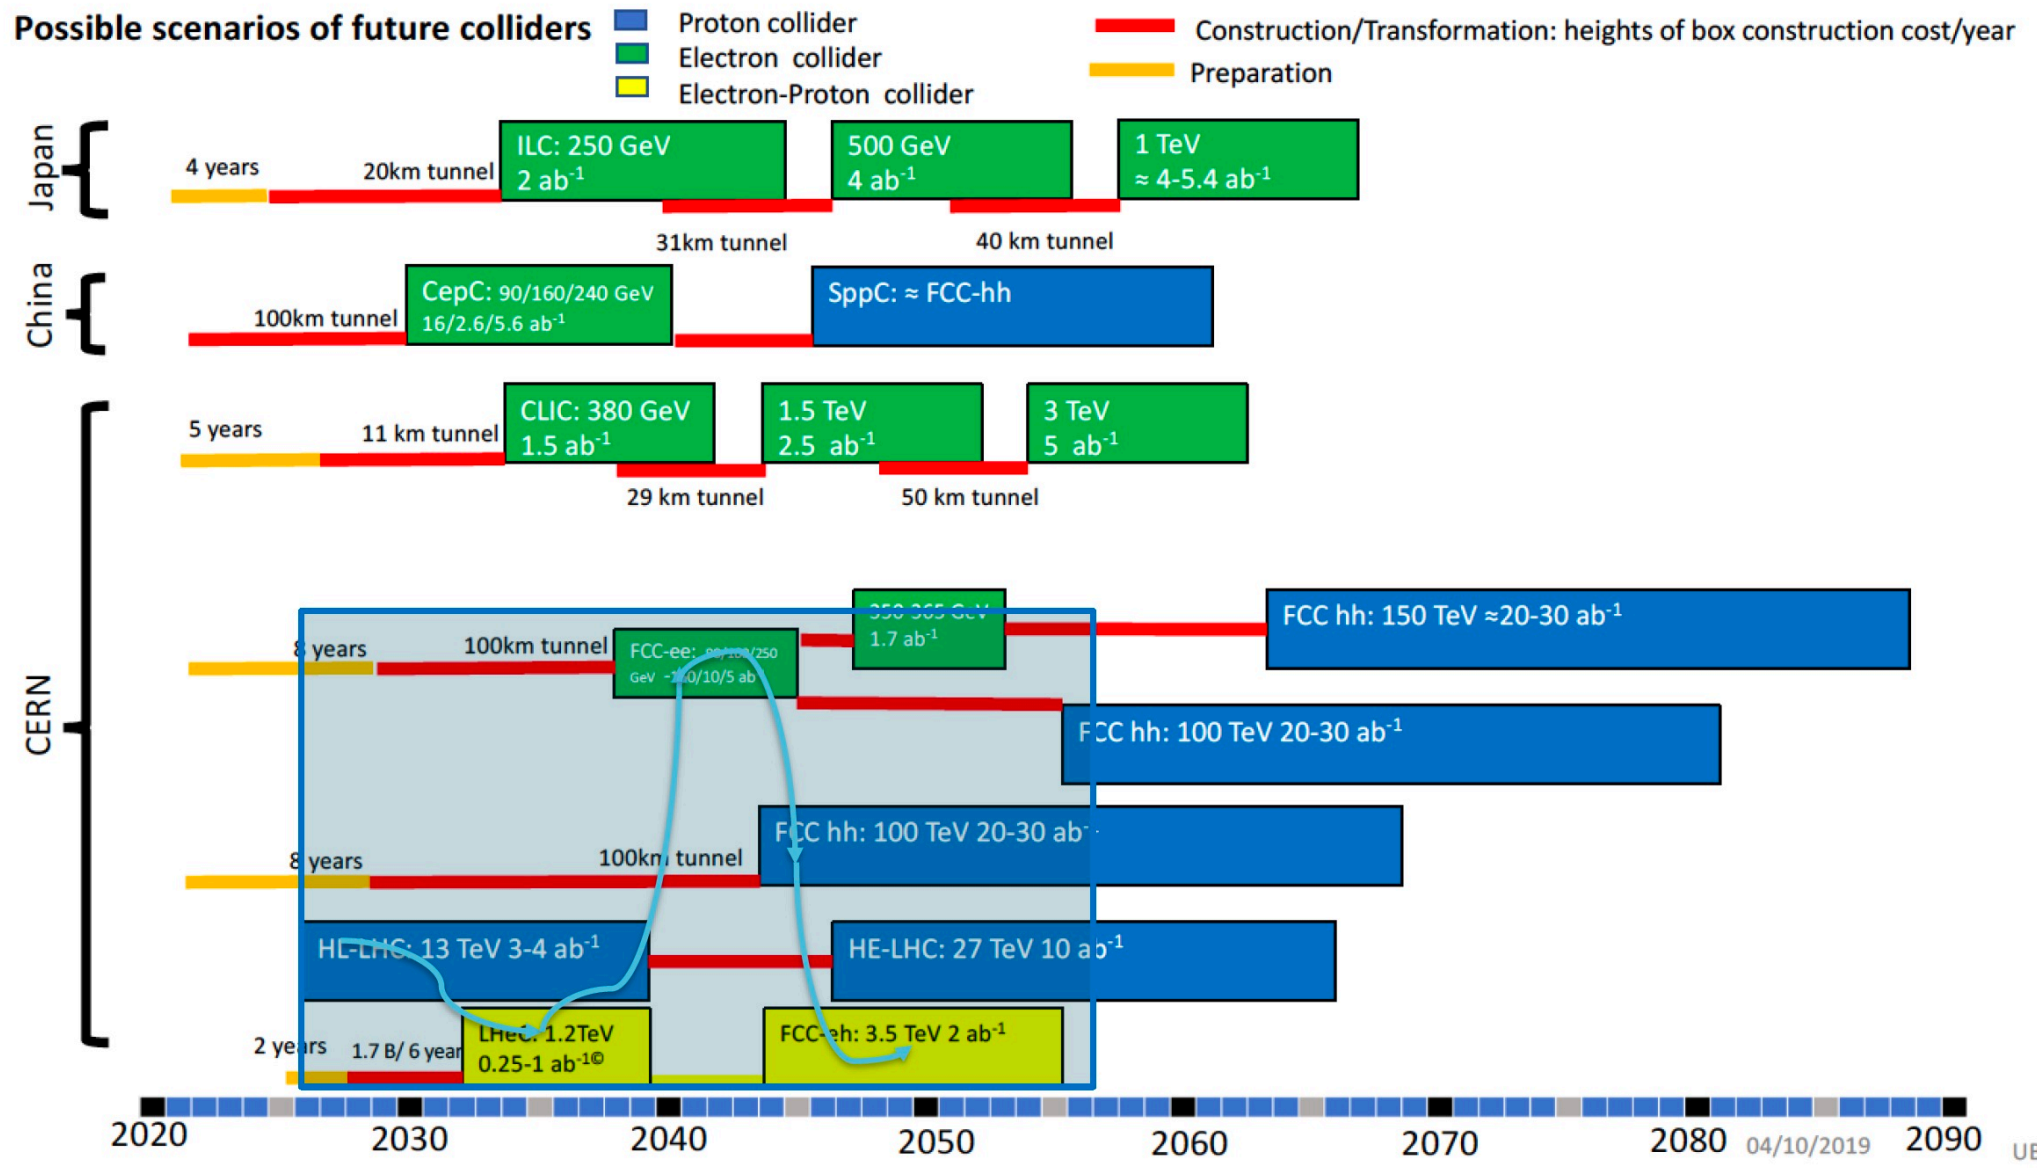 Possible scenarios of future colliders
Proton collider
Electron collider
Electron-Proton collider
Construction/Transformation: heights of box construction cost/year
Preparation
Japan
4 years
20km tunnel
ILC: 250 GeV
2 ab⁻¹
500 GeV
4 ab⁻¹
1 TeV
≈ 4-5.4 ab⁻¹
31km tunnel
40 km tunnel
China
100km tunnel
CepC: 90/160/240 GeV
16/2.6/5.6 ab⁻¹
SppC: ≈ FCC-hh
CERN
5 years
11 km tunnel
CLIC: 380 GeV
1.5 ab⁻¹
1.5 TeV
2.5 ab⁻¹
3 TeV
5 ab⁻¹
29 km tunnel
50 km tunnel
8 years
100km tunnel
FCC-ee: /250
GeV /10/5 ab
350-365 GeV
1.7 ab⁻¹
FCC hh: 150 TeV ≈20-30 ab⁻¹
FCC hh: 100 TeV 20-30 ab⁻¹
8 years
100km tunnel
FCC hh: 100 TeV 20-30 ab⁻
HL-LHC: 13 TeV 3-4 ab⁻¹
HE-LHC: 27 TeV 10 ab⁻¹
2 years
1.7 B/ 6 year
LHeC: 1.2TeV
0.25-1 ab⁻¹©
FCC-eh: 3.5 TeV 2 ab⁻¹
2020
2030
2040
2050
2060
2070
2080
04/10/2019
2090